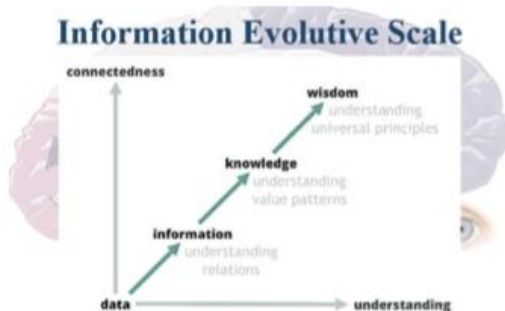 Information Evolutive Scale
connectedness
wisdom
understanding
universal principles
knowledge
understanding
value patterns
information
understanding
relations
data
understanding